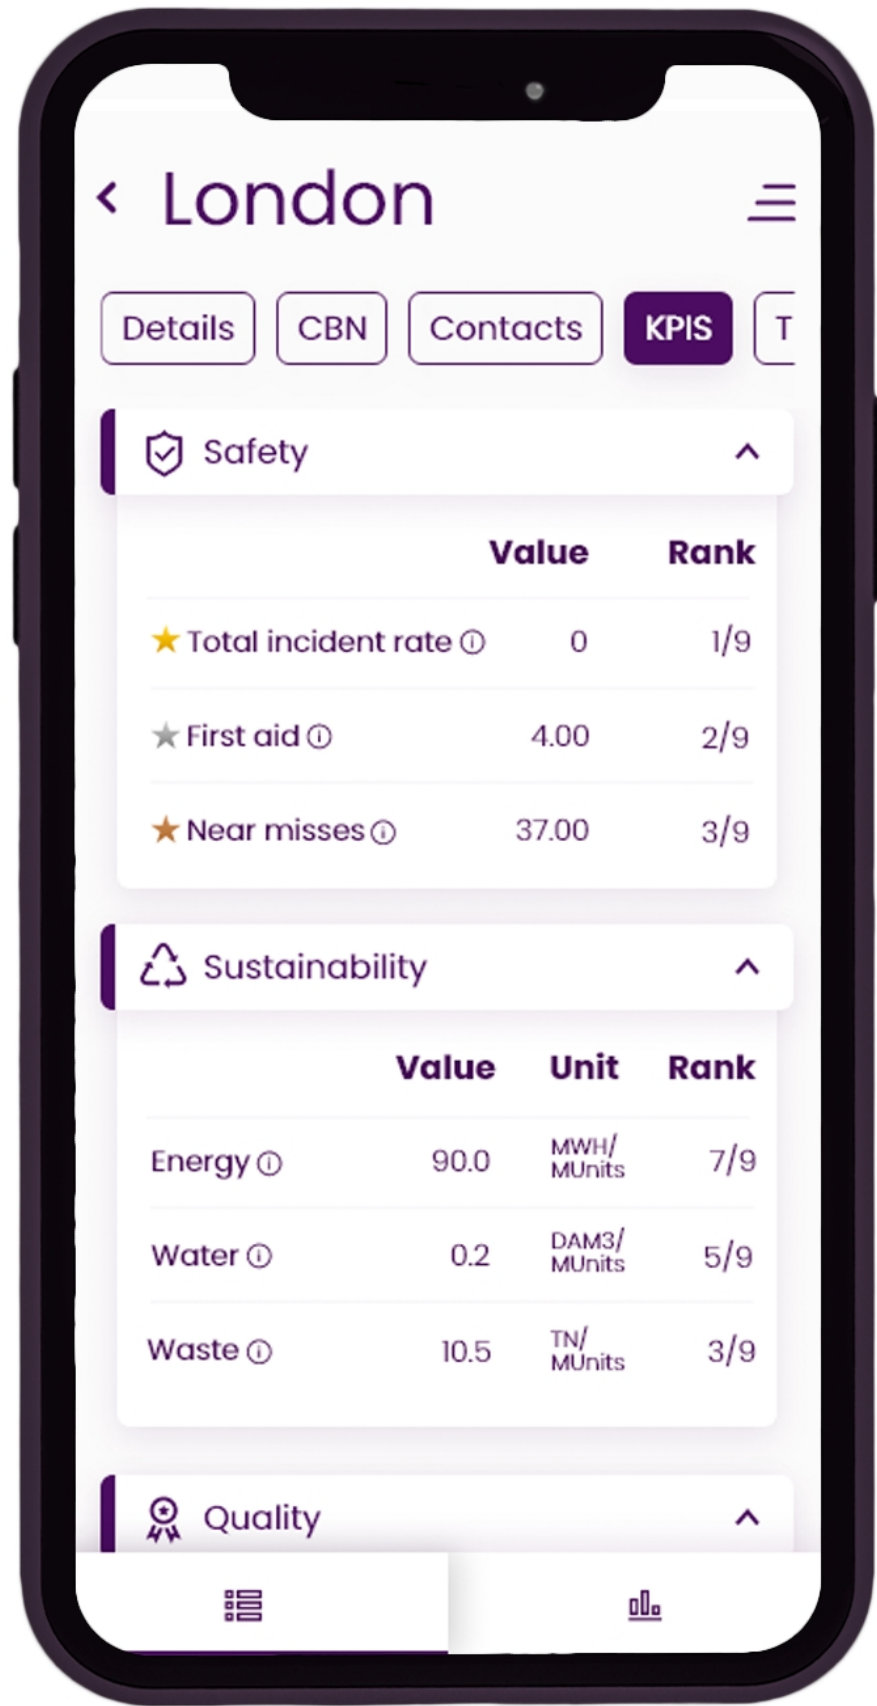 London
Details CBN Contacts KPIS T
Safety
Value Rank
Total incident rate 0 1/9
First aid 4.00 2/9
Near misses 37.00 3/9
Sustainability
Value Unit Rank
Energy 90.0 MWH/ MUnits 7/9
Water 0.2 DAM3/ MUnits 5/9
Waste 10.5 TN/ MUnits 3/9
Quality